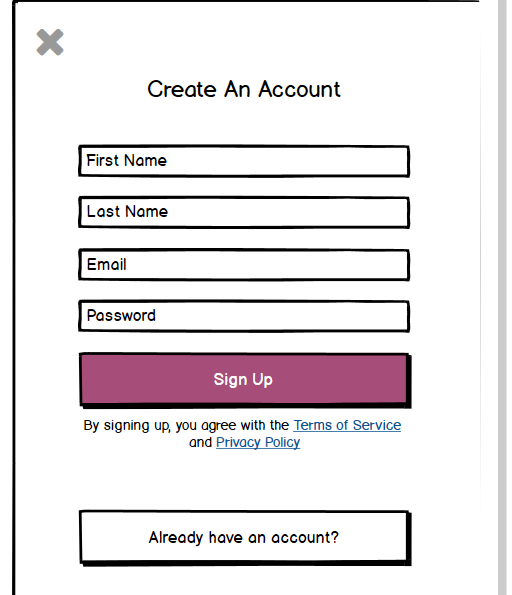 Create An Account
First Name
Last Name
Email
Password
Sign Up
By signing up, you agree with the Terms of Service
and Privacy Policy
Already have an account?